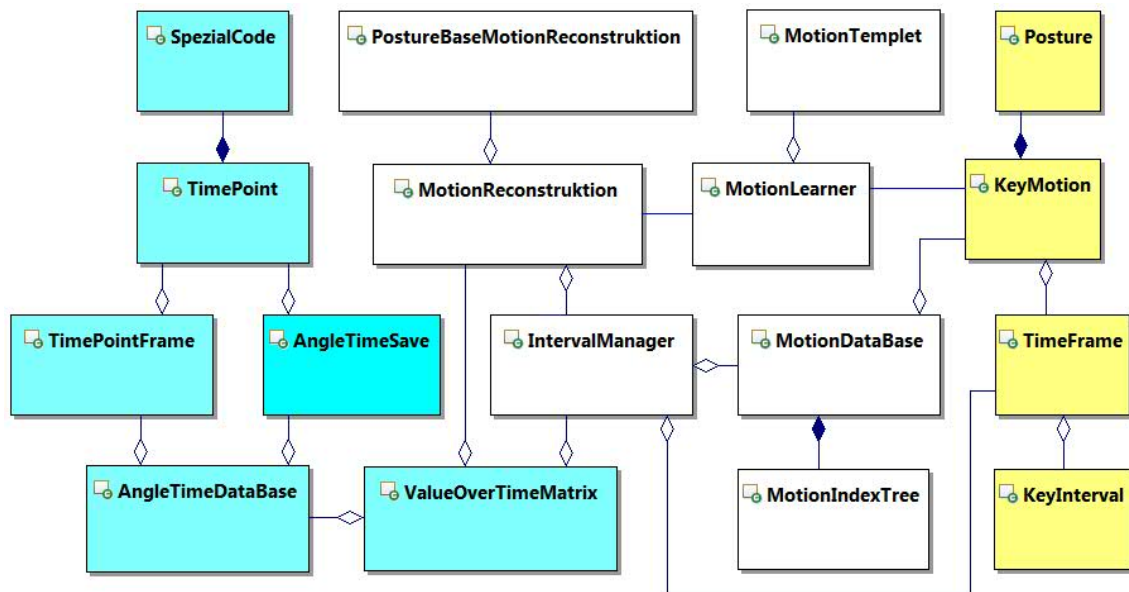 SpezialCode
PostureBaseMotionReconstruktion
MotionTemplet
Posture
TimePoint
MotionReconstruktion
MotionLearner
KeyMotion
TimePointFrame
AngleTimeSave
IntervalManager
MotionDataBase
TimeFrame
AngleTimeDataBase
ValueOverTimeMatrix
MotionIndexTree
KeyInterval